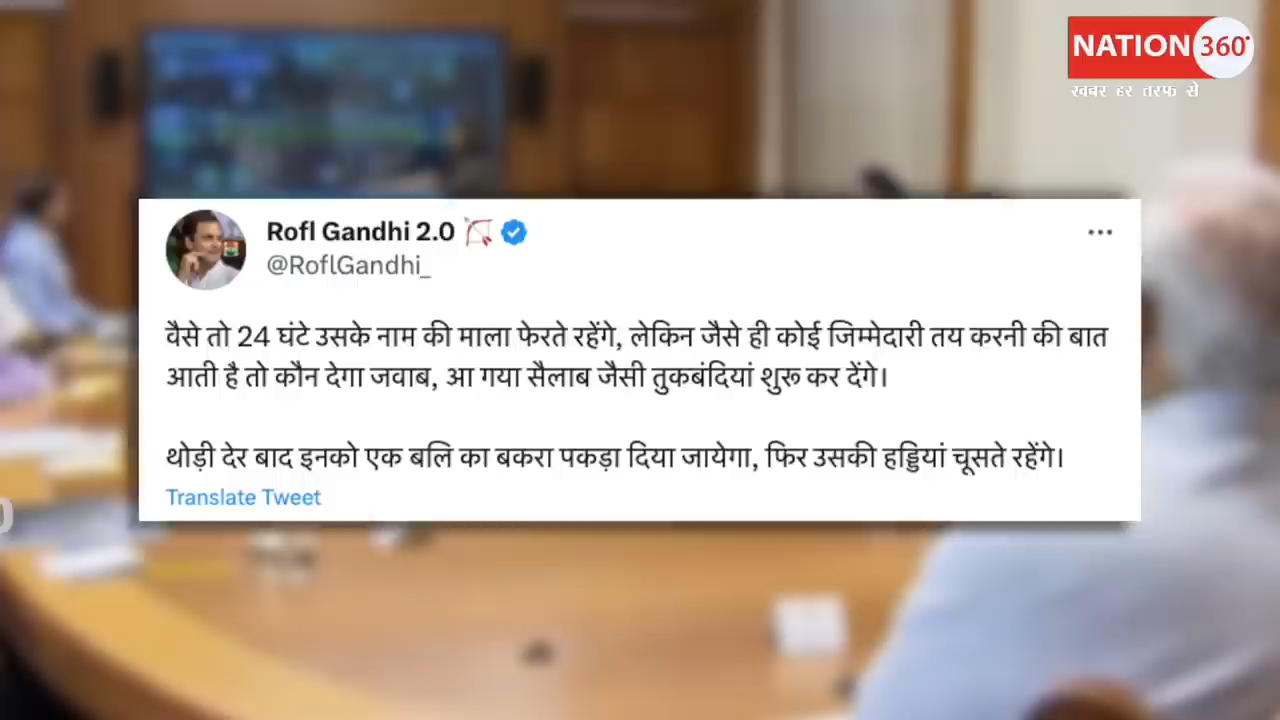 NATION 360°
खबर हर तरफ से
Rofl Gandhi 2.0
@RoflGandhi_
वैसे तो 24 घंटे उसके नाम की माला फेरते रहेंगे, लेकिन जैसे ही कोई जिम्मेदारी तय करनी की बात
आती है तो कौन देगा जवाब, आ गया सैलाब जैसी तुकबंदियां शुरू कर देंगे।
थोड़ी देर बाद इनको एक बलि का बकरा पकड़ा दिया जायेगा, फिर उसकी हड्डियां चूसते रहेंगे।
Translate Tweet